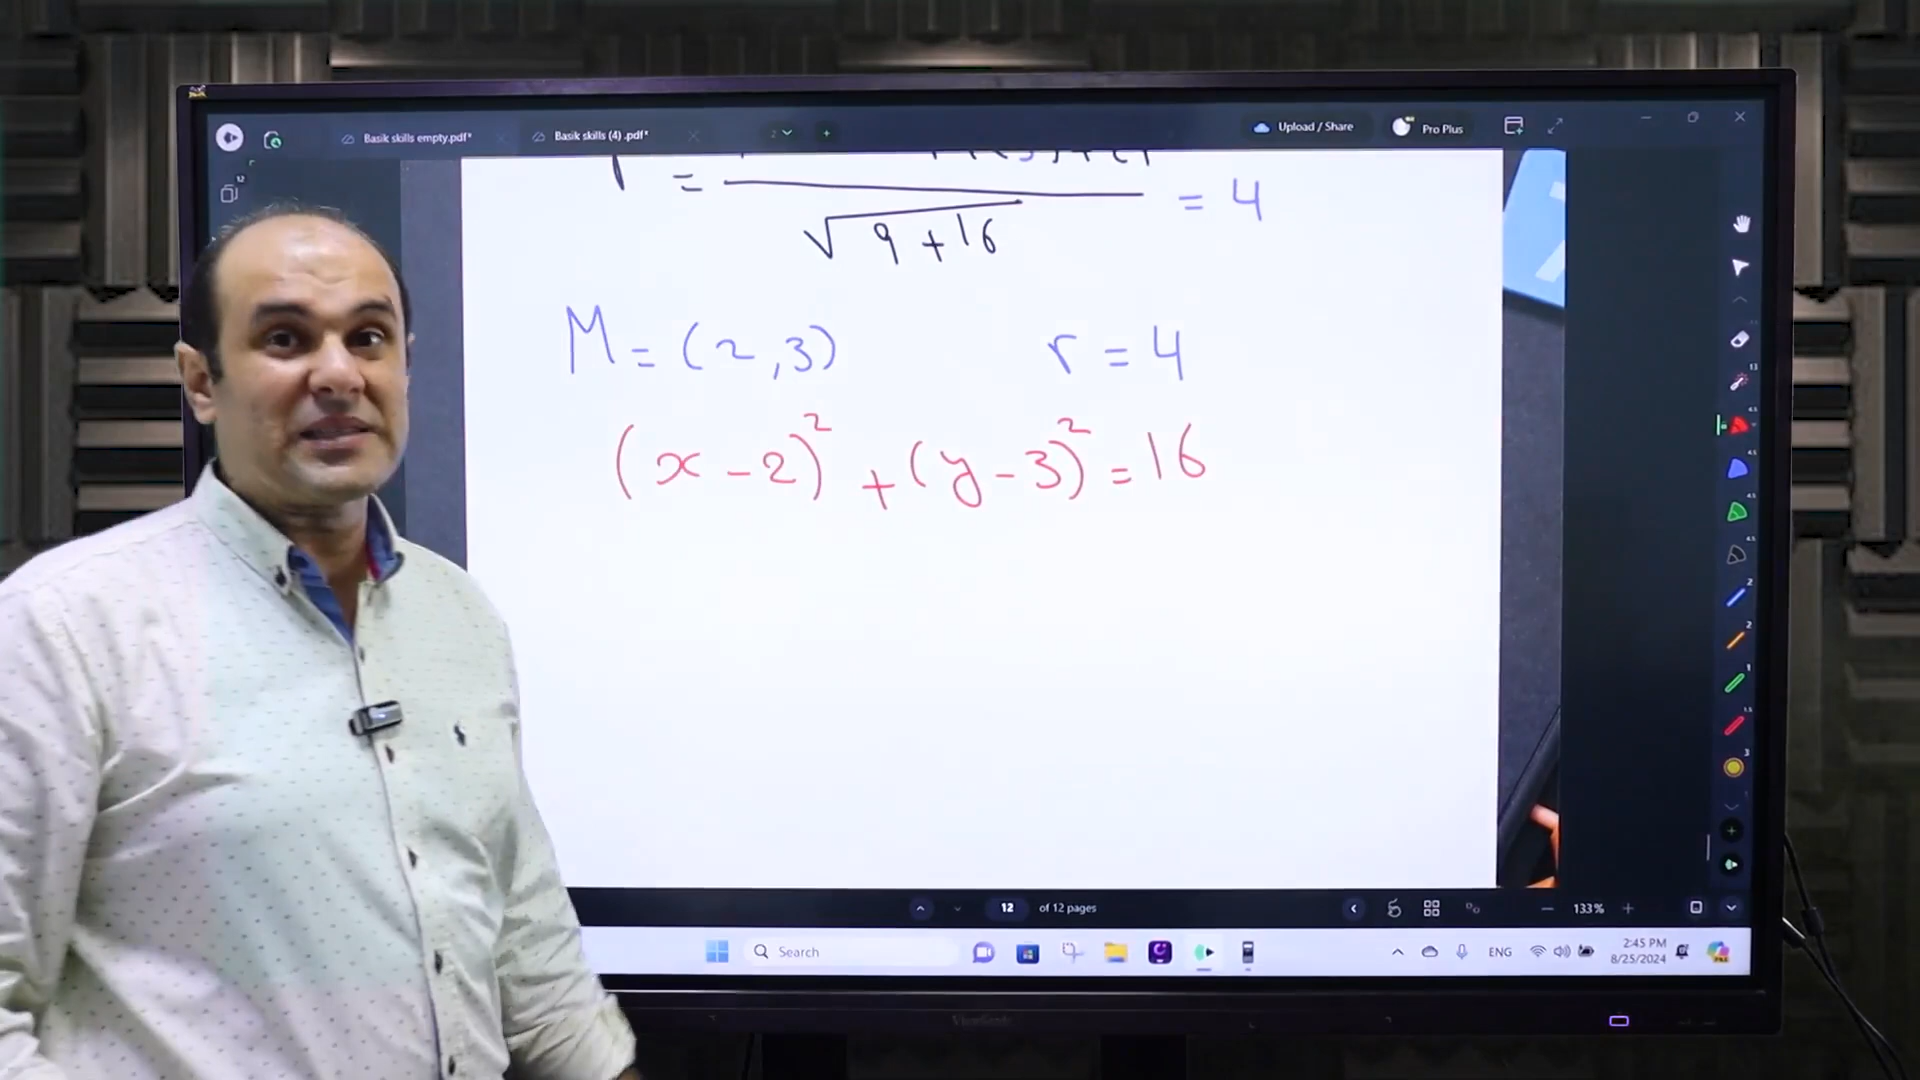 Basik skills empty.pdf*
Basik skills (4) .pdf*
Upload / Share
Pro Plus
= 4
√9+16
M = (2,3)
r = 4
(x-2)² + (y-3)² = 16
12 of 12 pages
133%
Search
ENG
2:45 PM
8/25/2024
ViewSonic